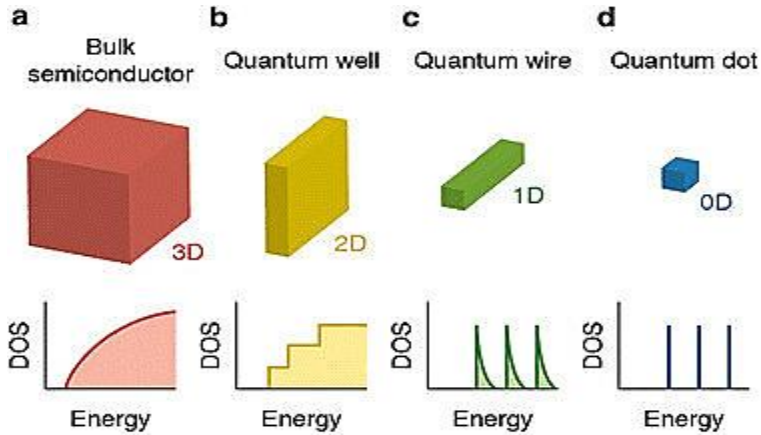 a
Bulk
semiconductor
3D
DOS
Energy
b
Quantum well
2D
DOS
Energy
c
Quantum wire
1D
DOS
Energy
d
Quantum dot
0D
DOS
Energy